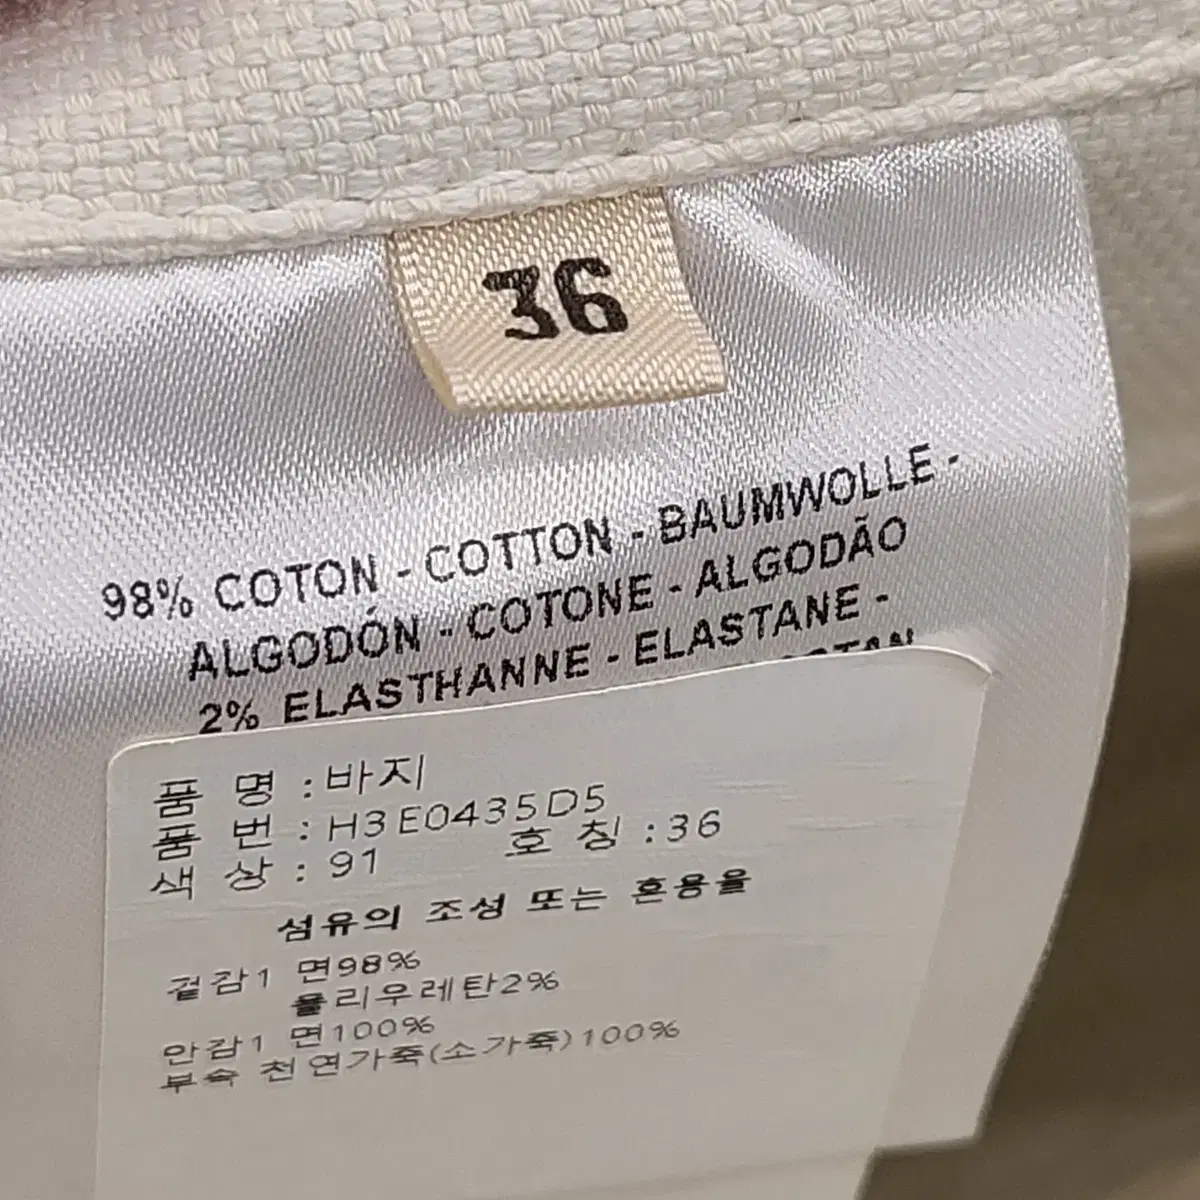 36
98% COTON - COTTON - BAUMWOLLE -
ALGODÓN - COTONE - ALGODÃO
2% ELASTHANNE - ELASTANE -
품 명 : 바지
품 번 : H3E0435D5
색 상 : 91 호 칭 : 36
섬유의 조성 또는 혼용율
겉감1 면98%
폴리우레탄2%
안감1 면100%
부속 천연가죽(소가죽)100%